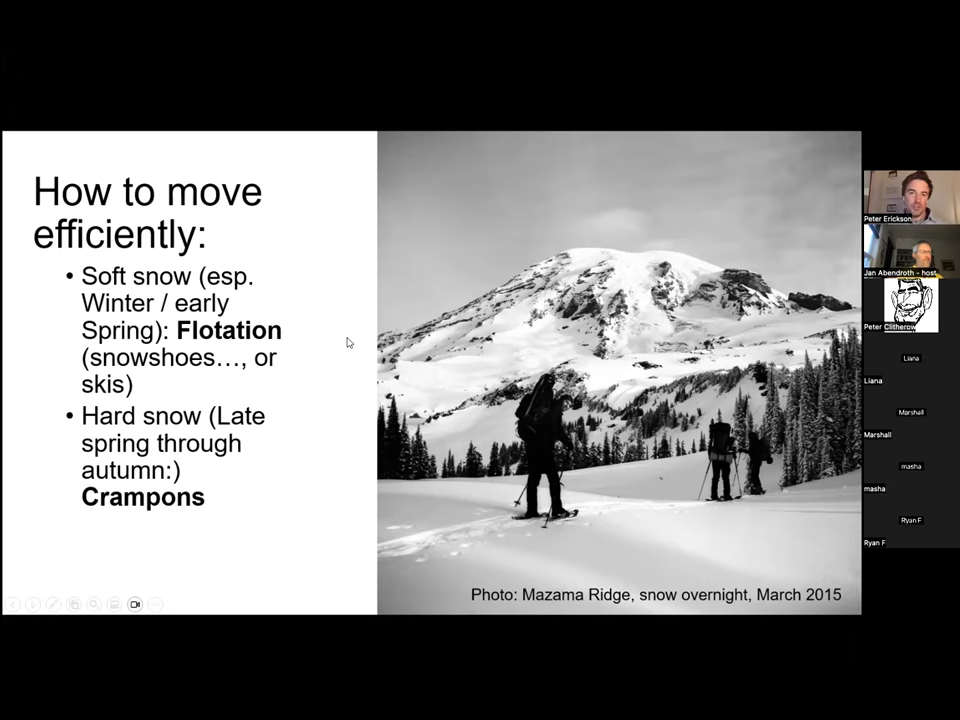 How to move
efficiently:
• Soft snow (esp.
Winter / early
Spring): Flotation
(snowshoes…, or
skis)
• Hard snow (Late
spring through
autumn:)
Crampons
Photo: Mazama Ridge, snow overnight, March 2015
Peter Erickson
Jan Abendroth - host
Peter Clitherow
Liana
Liana
Marshall
Marshall
masha
masha
Ryan F
Ryan F